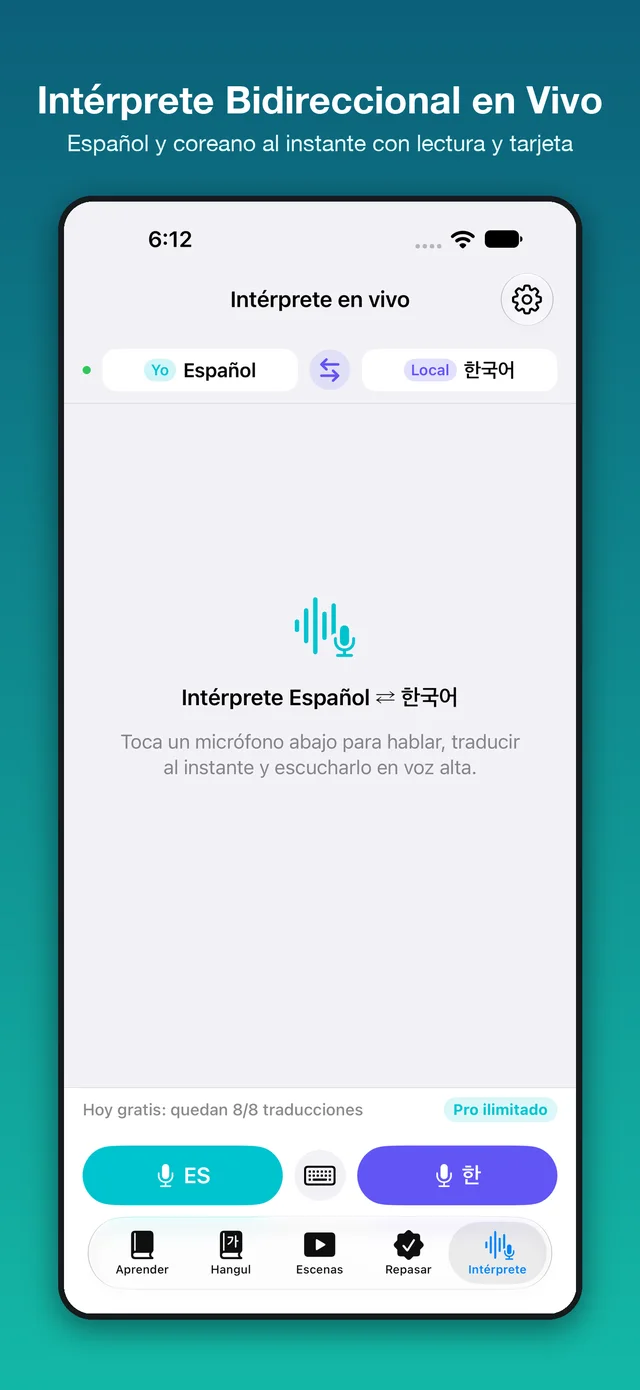 Intérprete Bidireccional en Vivo
Español y coreano al instante con lectura y tarjeta
6:12
Intérprete en vivo
Yo Español
Local 한국어
Intérprete Español ⇄ 한국어
Toca un micrófono abajo para hablar, traducir
al instante y escucharlo en voz alta.
Hoy gratis: quedan 8/8 traducciones
Pro ilimitado
ES
한
가
Aprender
Hangul
Escenas
Repasar
Intérprete